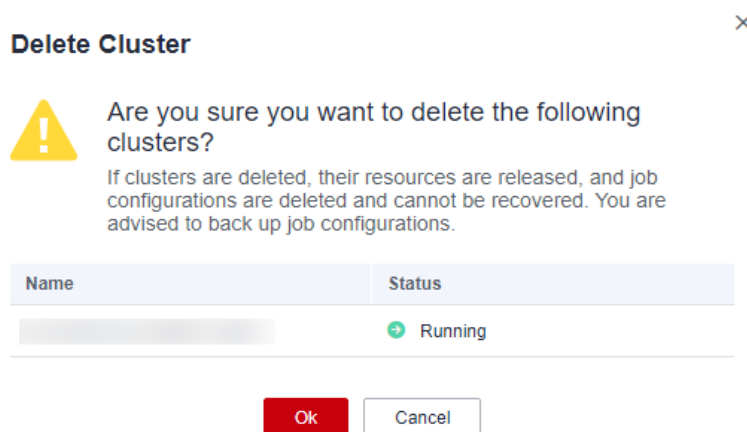 Delete Cluster
Are you sure you want to delete the following
clusters?
If clusters are deleted, their resources are released, and job
configurations are deleted and cannot be recovered. You are
advised to back up job configurations.
Name Status
Running
Ok Cancel